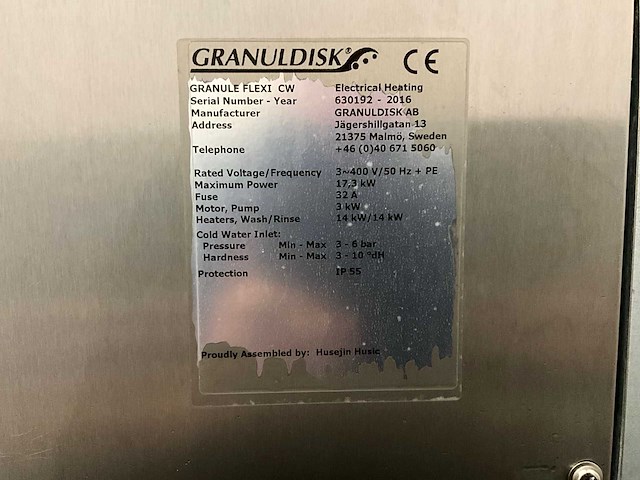 GRANULDISK® CE
GRANULE FLEXI CW Electrical Heating
Serial Number - Year 630192 - 2016
Manufacturer GRANULDISK AB
Address Jägershillgatan 13
21375 Malmö, Sweden
Telephone +46 (0)40 671 5060
Rated Voltage/Frequency 3~400 V/50 Hz + PE
Maximum Power 17,3 kW
Fuse 32 A
Motor, Pump 3 kW
Heaters, Wash/Rinse 14 kW/14 kW
Cold Water Inlet:
Pressure Min - Max 3 - 6 bar
Hardness Min - Max 3 - 10 °dH
Protection IP 55
Proudly Assembled by: Husejin Husic